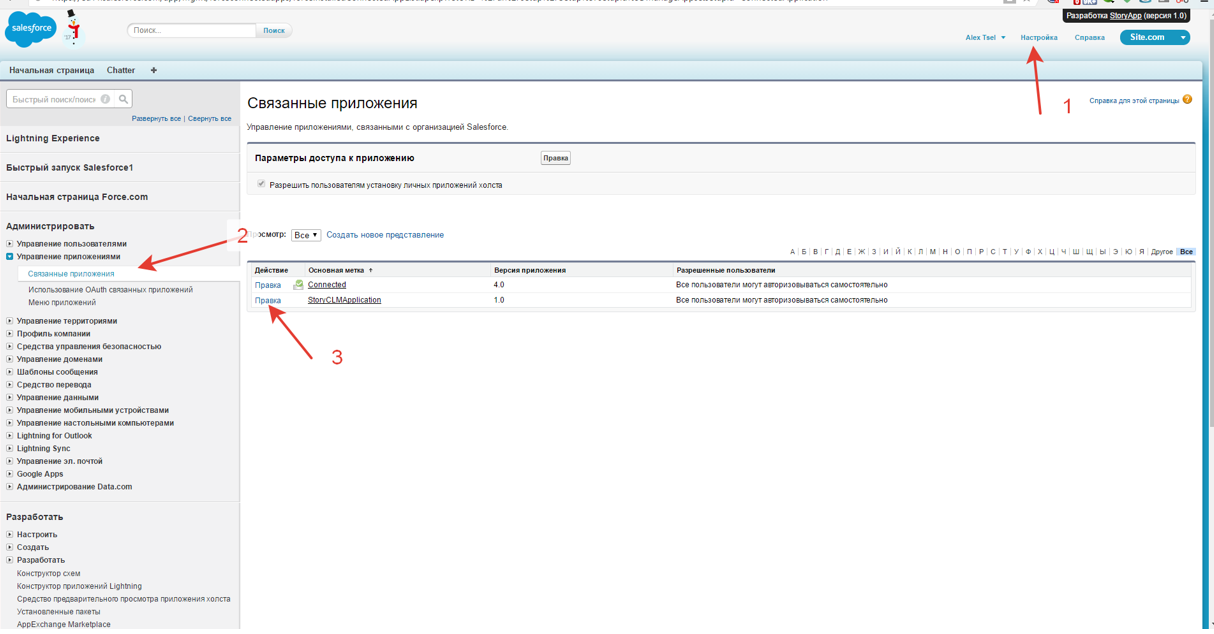 Разработка StoryApp (версия 1.0)
salesforce
Поиск...
Поиск
Alex Tsel
Настройка
Справка
Site.com
Начальная страница
Chatter
+
1
Быстрый поиск/поиск
Развернуть все | Свернуть все
Lightning Experience
Быстрый запуск Salesforce1
Начальная страница Force.com
Администрировать
Управление пользователями
Управление приложениями
Связанные приложения
Использование OAuth связанных приложений
Меню приложений
Управление территориями
Профиль компании
Средства управления безопасностью
Управление доменами
Шаблоны сообщения
Средство перевода
Управление данными
Управление мобильными устройствами
Управление настольными компьютерами
Lightning for Outlook
Lightning Sync
Управление эл. почтой
Google Apps
Администрирование Data.com
Разработать
Настроить
Создать
Разработать
Конструктор схем
Конструктор приложений Lightning
Средство предварительного просмотра приложения холста
Установленные пакеты
AppExchange Marketplace
Связанные приложения
Справка для этой страницы ?
Управление приложениями, связанными с организацией Salesforce.
Параметры доступа к приложению
Правка
Разрешить пользователям установку личных приложений холста
2
Все
Создать новое представление
А | Б | В | Г | Д | Е | Ж | З | И | Й | К | Л | М | Н | О | П | Р | С | Т | У | Ф | Х | Ц | Ч | Ш | Щ | Ы | Э | Ю | Я | Другое | Все
Действие Основная метка ↑ Версия приложения Разрешенные пользователи
Правка Connected 4.0 Все пользователи могут авторизовываться самостоятельно
Правка StoryCLMApplication 1.0 Все пользователи могут авторизовываться самостоятельно
3